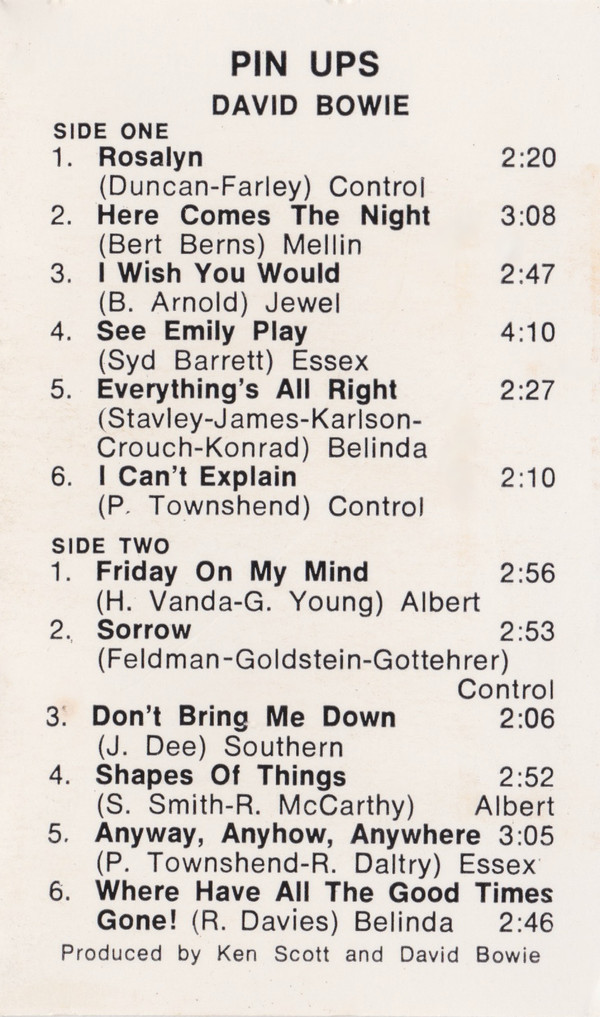 PIN UPS
DAVID BOWIE
SIDE ONE
1. Rosalyn 2:20
(Duncan-Farley) Control
2. Here Comes The Night 3:08
(Bert Berns) Mellin
3. I Wish You Would 2:47
(B. Arnold) Jewel
4. See Emily Play 4:10
(Syd Barrett) Essex
5. Everything's All Right 2:27
(Stavley-James-Karlson-
Crouch-Konrad) Belinda
6. I Can't Explain 2:10
(P. Townshend) Control
SIDE TWO
1. Friday On My Mind 2:56
(H. Vanda-G. Young) Albert
2. Sorrow 2:53
(Feldman-Goldstein-Gottehrer)
Control
3. Don't Bring Me Down 2:06
(J. Dee) Southern
4. Shapes Of Things 2:52
(S. Smith-R. McCarthy) Albert
5. Anyway, Anyhow, Anywhere 3:05
(P. Townshend-R. Daltry) Essex
6. Where Have All The Good Times
Gone! (R. Davies) Belinda 2:46
Produced by Ken Scott and David Bowie